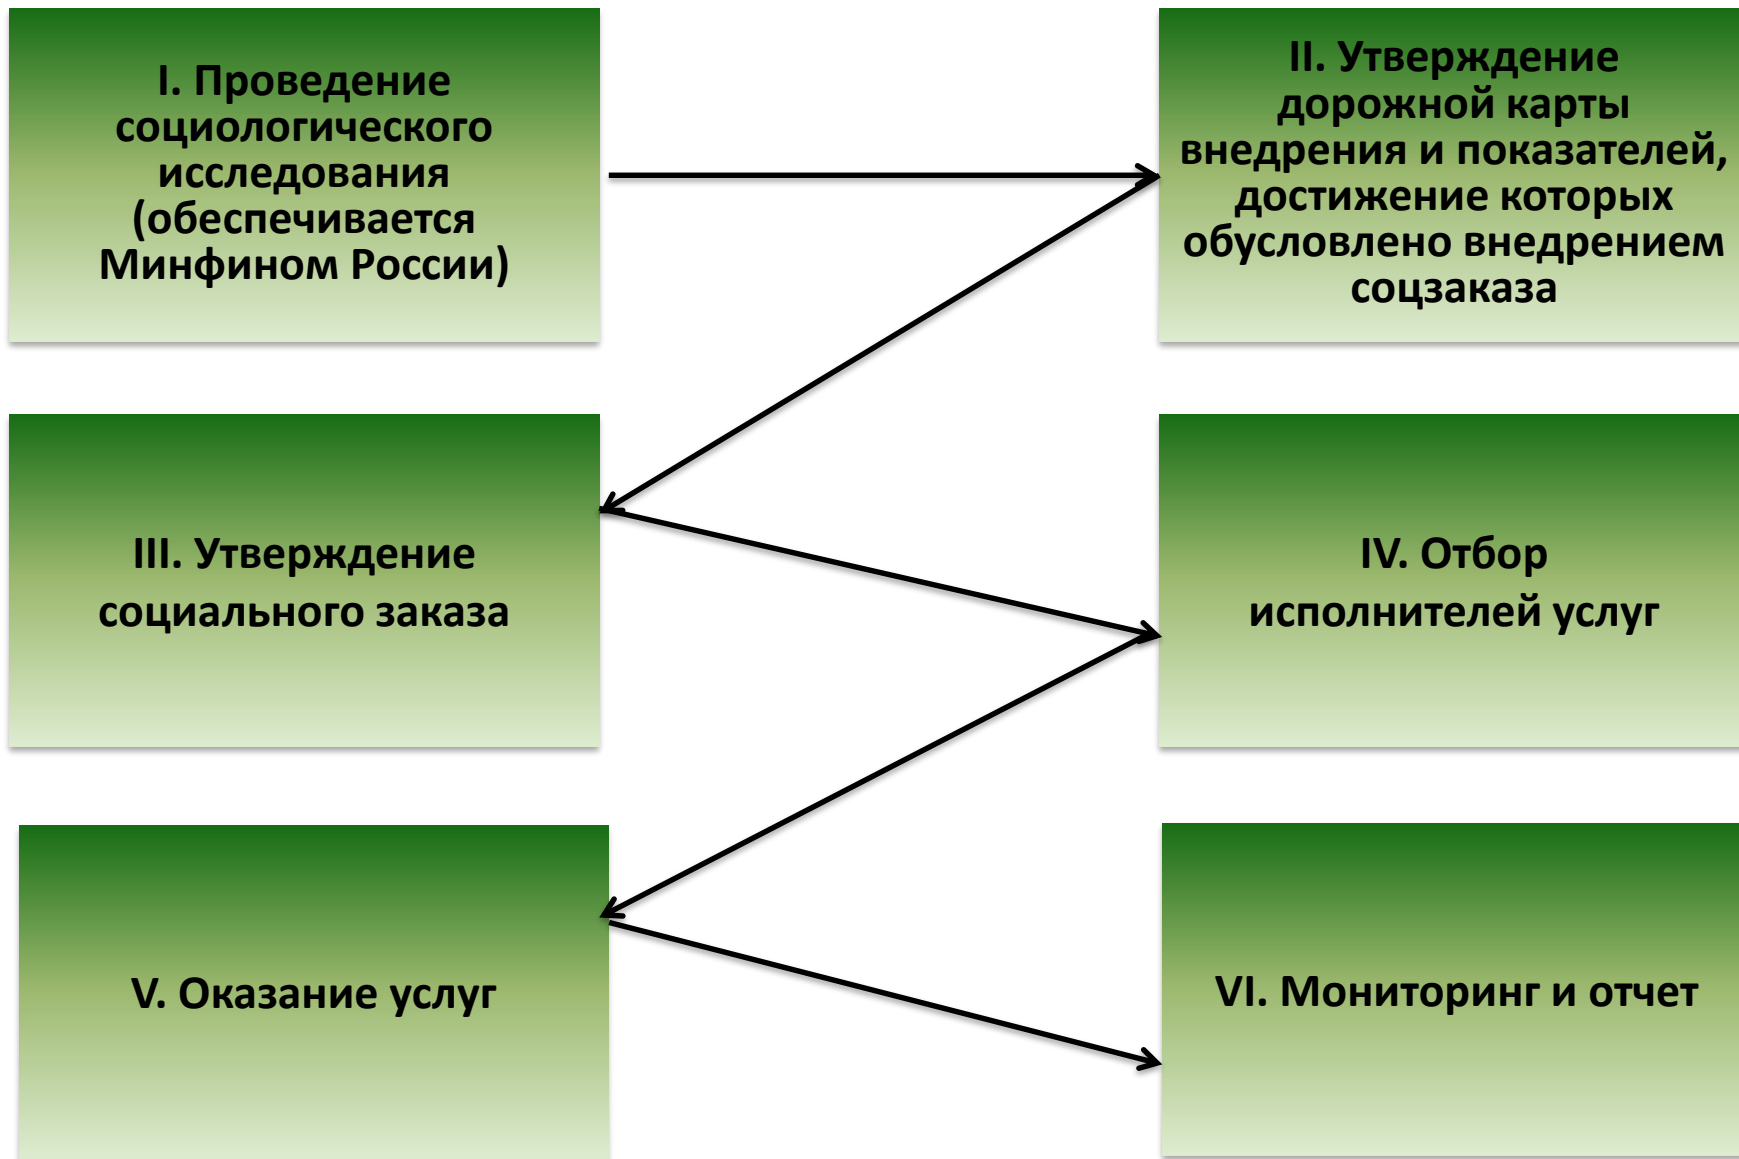 I. Проведение
социологического
исследования
(обеспечивается
Минфином России)
II. Утверждение
дорожной карты
внедрения и показателей,
достижение которых
обусловлено внедрением
соцзаказа
III. Утверждение
социального заказа
IV. Отбор
исполнителей услуг
V. Оказание услуг
VI. Мониторинг и отчет